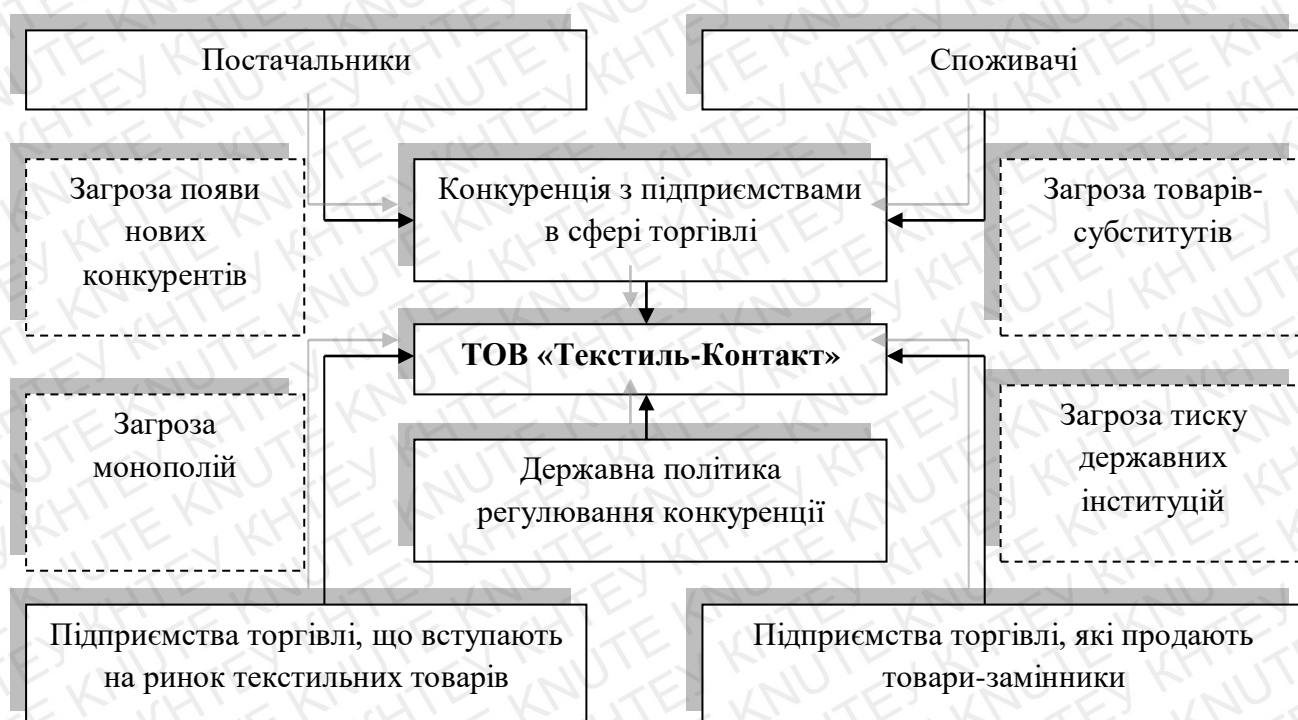 Постачальники
Споживачі
Загроза появи
нових
конкурентів
Конкуренція з підприємствами
в сфері торгівлі
Загроза товарів-
субститутів
ТОВ «Текстиль-Контакт»
Загроза
монополій
Державна політика
регулювання конкуренції
Загроза тиску
державних
інституцій
Підприємства торгівлі, що вступають
на ринок текстильних товарів
Підприємства торгівлі, які продають
товари-замінники
KNUTE КНТЕУ